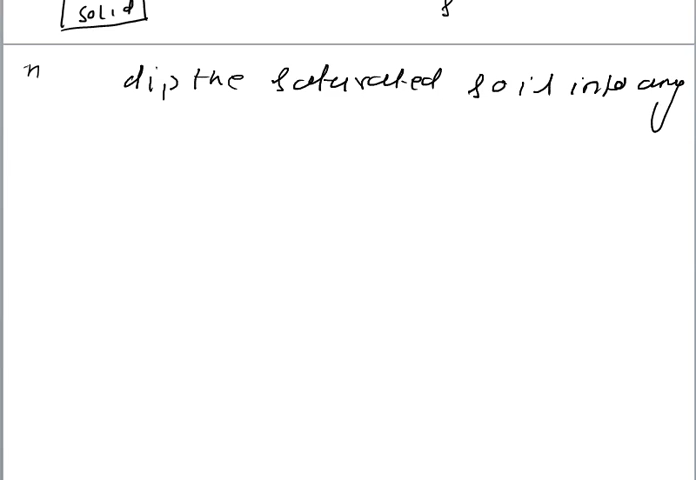 solid
n dip the saturated soil into any